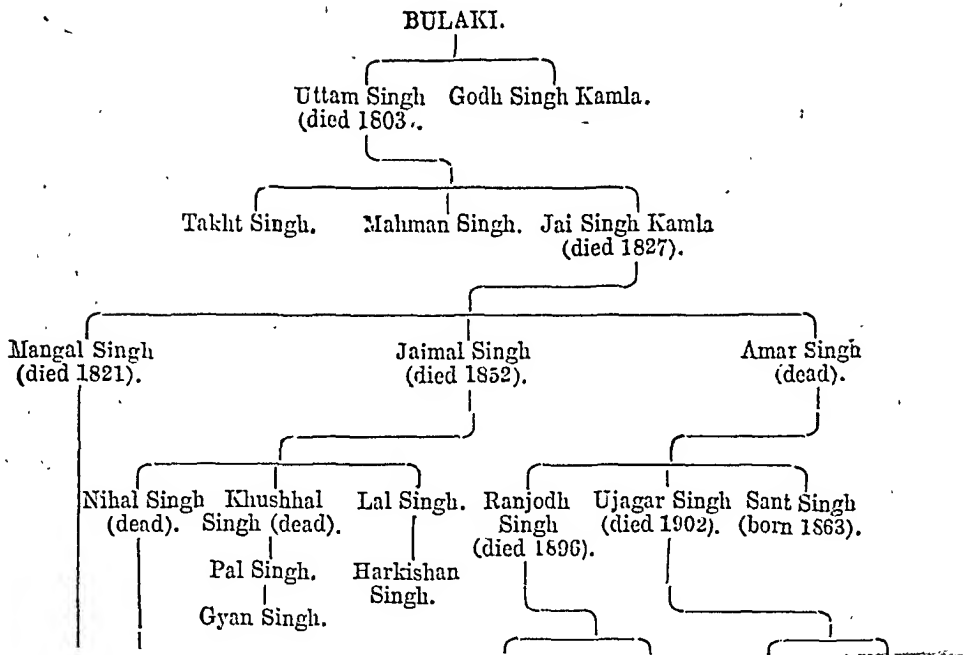 BULAKI.
Uttam Singh Godh Singh Kamla.
(died 1803.
Takht Singh. Mahman Singh. Jai Singh Kamla
(died 1827).
Mangal Singh Jaimal Singh Amar Singh
(died 1821). (died 1852). (dead).
Nihal Singh Khushhal Lal Singh. Ranjodh Ujagar Singh Sant Singh
(dead). Singh (dead). Singh (died 1902). (born 1863).
(died 1896).
Pal Singh. Harkishan
Singh.
Gyan Singh.